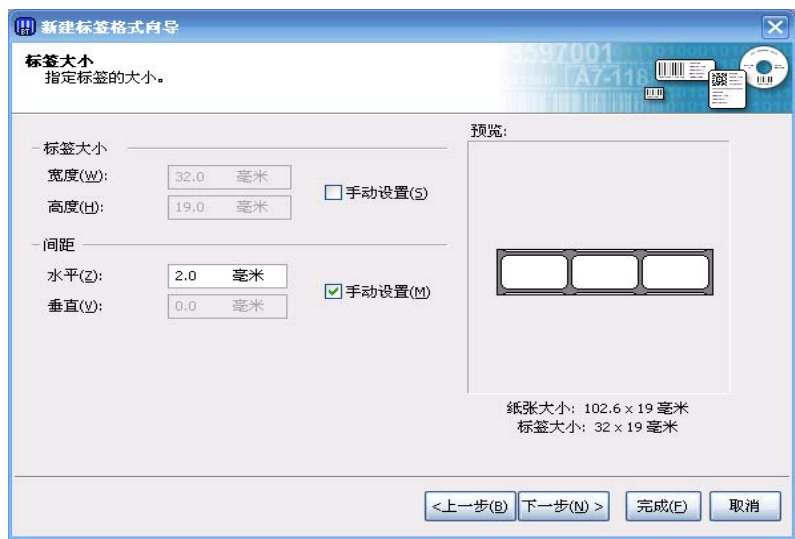 新建标签格式向导
标签大小
指定标签的大小。
3597001
A7-118
预览:
标签大小
宽度(W): 32.0 毫米
手动设置(S)
高度(H): 19.0 毫米
间距
水平(Z): 2.0 毫米
手动设置(M)
垂直(V): 0.0 毫米
纸张大小: 102.6 x 19 毫米
标签大小: 32 x 19 毫米
<上一步(B) 下一步(N) > 完成(F) 取消